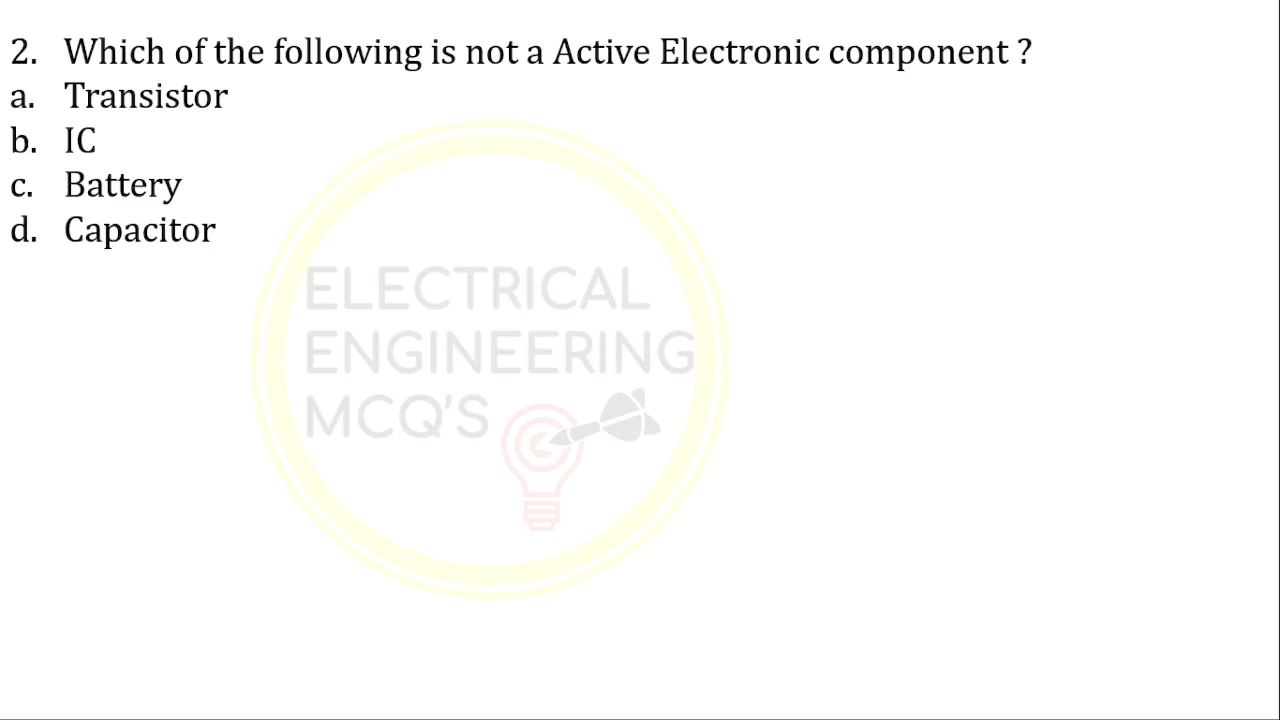 2. Which of the following is not a Active Electronic component ?
a. Transistor
b. IC
c. Battery
d. Capacitor
ELECTRICAL
ENGINEERING
MCQ'S